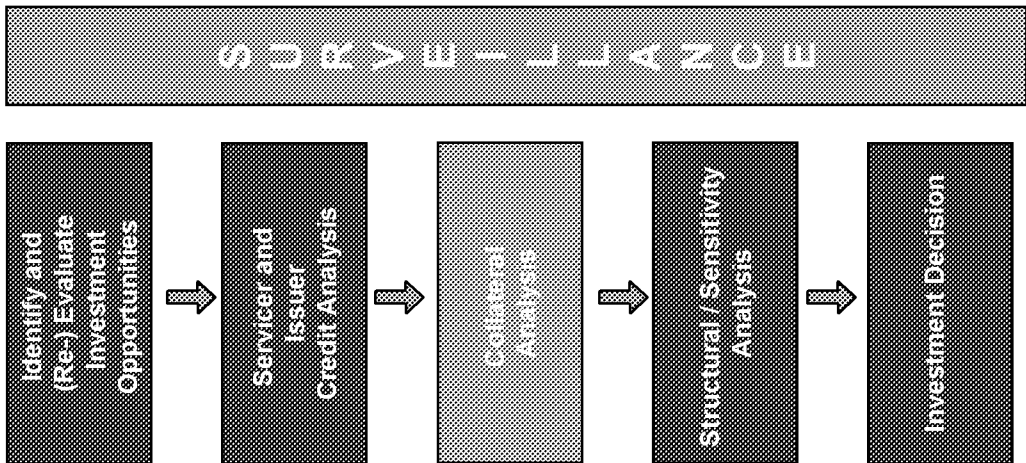 Identify and
(Re-) Evaluate
Investment
Opportunities
Servicer and
Issuer
Credit Analysis
Collateral
Analysis
Structural / Sensitivity
Analysis
Investment Decision
SURVEILLANCE